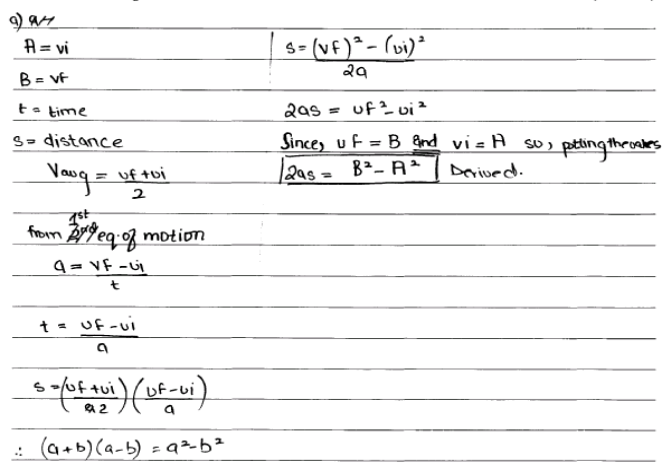 9)
A = vi
B = vf
t = time
s = distance
Vavg = vf + vi / 2
from 1st eq. of motion
a = vf - vi / t
t = vf - vi / a
s = (vf + vi / 2) (vf - vi / a)
∴ (a+b)(a-b) = a² - b²
s = (vf)² - (vi)² / 2a
2as = vf² - vi²
Since, vf = B and vi = A so, putting the values
2as = B² - A² Derived.